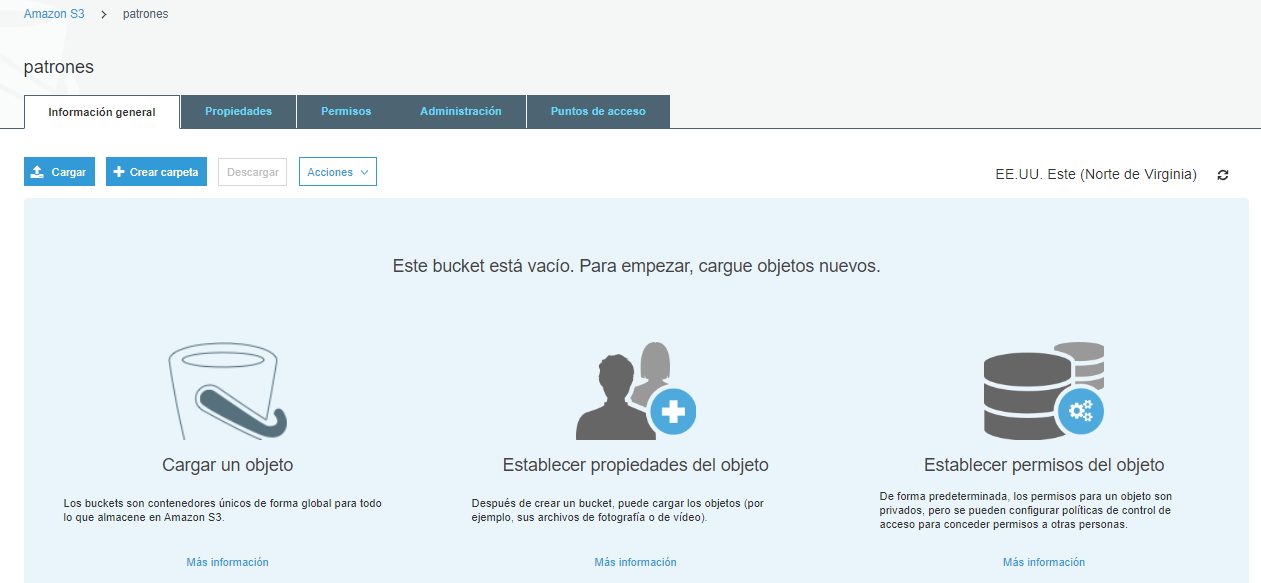 Amazon S3 > patrones
patrones
Información general Propiedades Permisos Administración Puntos de acceso
Cargar Crear carpeta Descargar Acciones EE.UU. Este (Norte de Virginia)
Este bucket está vacío. Para empezar, cargue objetos nuevos.
Cargar un objeto
Los buckets son contenedores únicos de forma global para todo
lo que almacene en Amazon S3.
Más información
Establecer propiedades del objeto
Después de crear un bucket, puede cargar los objetos (por
ejemplo, sus archivos de fotografía o de vídeo).
Más información
Establecer permisos del objeto
De forma predeterminada, los permisos para un objeto son
privados, pero se pueden configurar políticas de control de
acceso para conceder permisos a otras personas.
Más información